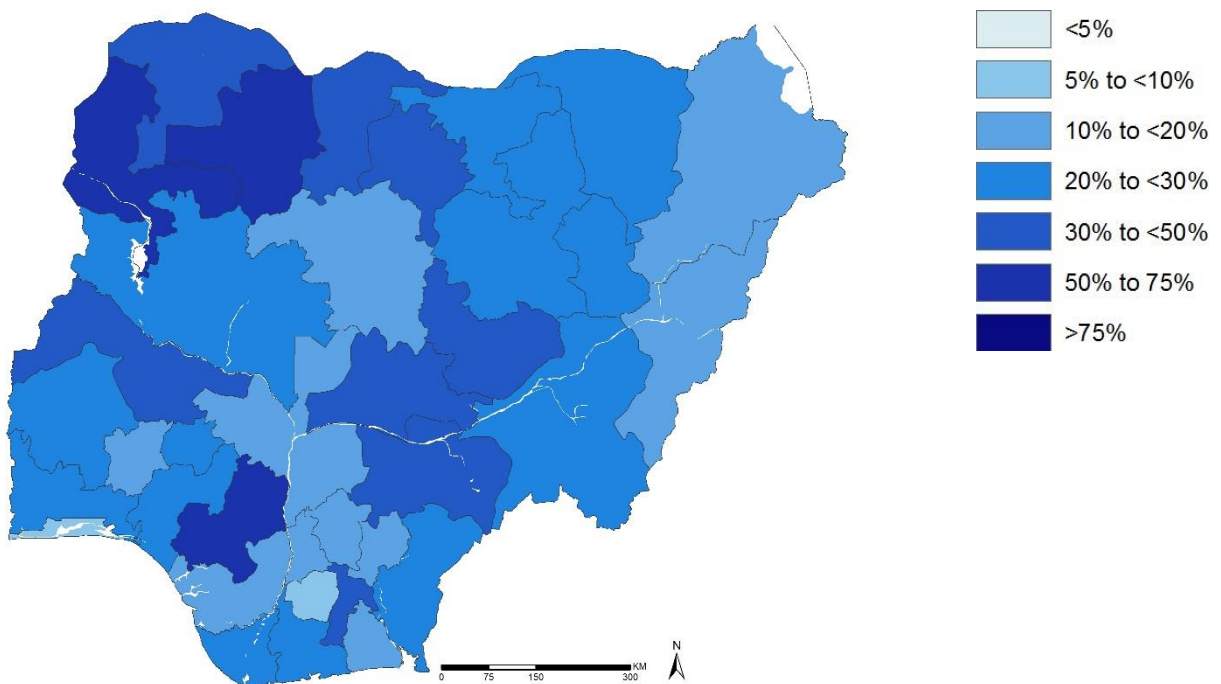 <5%
5% to <10%
10% to <20%
20% to <30%
30% to <50%
50% to 75%
>75%
KM
0 75 150 300
N